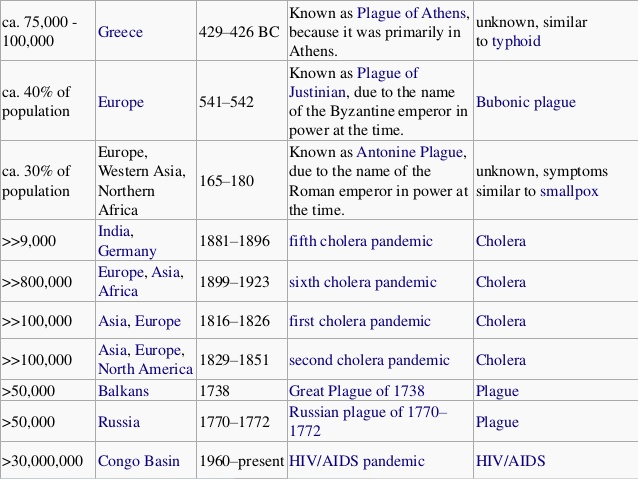 ca. 75,000 -
100,000
Greece
429–426 BC
Known as Plague of Athens,
because it was primarily in
Athens.
unknown, similar
to typhoid
ca. 40% of
population
Europe
541–542
Known as Plague of
Justinian, due to the name
of the Byzantine emperor in
power at the time.
Bubonic plague
ca. 30% of
population
Europe,
Western Asia,
Northern
Africa
165–180
Known as Antonine Plague,
due to the name of the
Roman emperor in power at
the time.
unknown, symptoms
similar to smallpox
>>9,000
India,
Germany
1881–1896
fifth cholera pandemic
Cholera
>>800,000
Europe, Asia,
Africa
1899–1923
sixth cholera pandemic
Cholera
>>100,000
Asia, Europe
1816–1826
first cholera pandemic
Cholera
>>100,000
Asia, Europe,
North America
1829–1851
second cholera pandemic
Cholera
>50,000
Balkans
1738
Great Plague of 1738
Plague
>50,000
Russia
1770–1772
Russian plague of 1770–
1772
Plague
>30,000,000
Congo Basin
1960–present
HIV/AIDS pandemic
HIV/AIDS